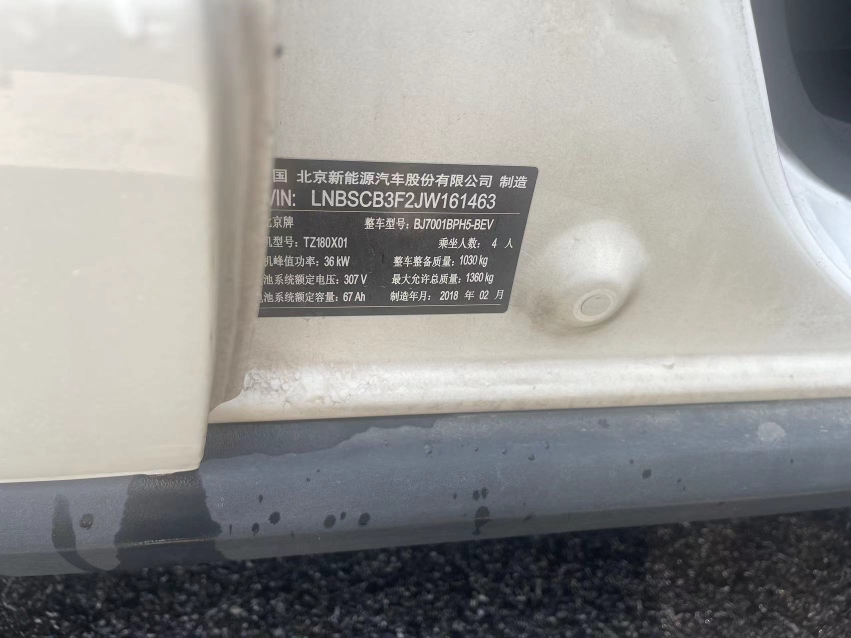 国 北京新能源汽车股份有限公司 制造
VIN: LNBSCB3F2JW161463
北京牌 整车型号: BJ7001BPH5-BEV
机型号: TZ180X01 乘坐人数: 4 人
机峰值功率: 36 kW 整车整备质量: 1030 kg
池系统额定电压: 307 V 最大允许总质量: 1360 kg
电池系统额定容量: 67 Ah 制造年月: 2018 年 02 月